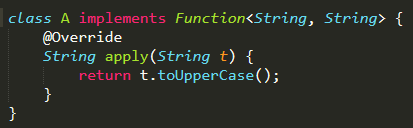 class A implements Function<String, String> {
    @Override
    String apply(String t) {
        return t.toUpperCase();
    }
}